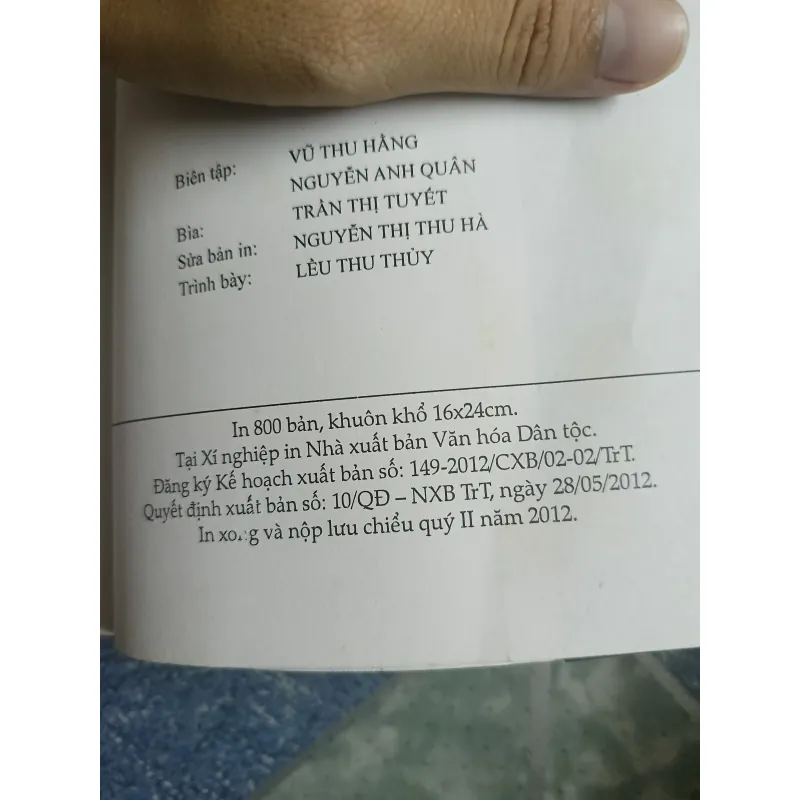 Biên tập: VŨ THU HẰNG
NGUYỄN ANH QUÂN
Bìa: TRẦN THỊ TUYẾT
Sửa bản in: NGUYỄN THỊ THU HÀ
Trình bày: LỀU THU THỦY
In 800 bản, khuôn khổ 16x24cm.
Tại Xí nghiệp in Nhà xuất bản Văn hóa Dân tộc.
Đăng ký Kế hoạch xuất bản số: 149-2012/CXB/02-02/TrT.
Quyết định xuất bản số: 10/QĐ – NXB TrT, ngày 28/05/2012.
In xong và nộp lưu chiểu quý II năm 2012.